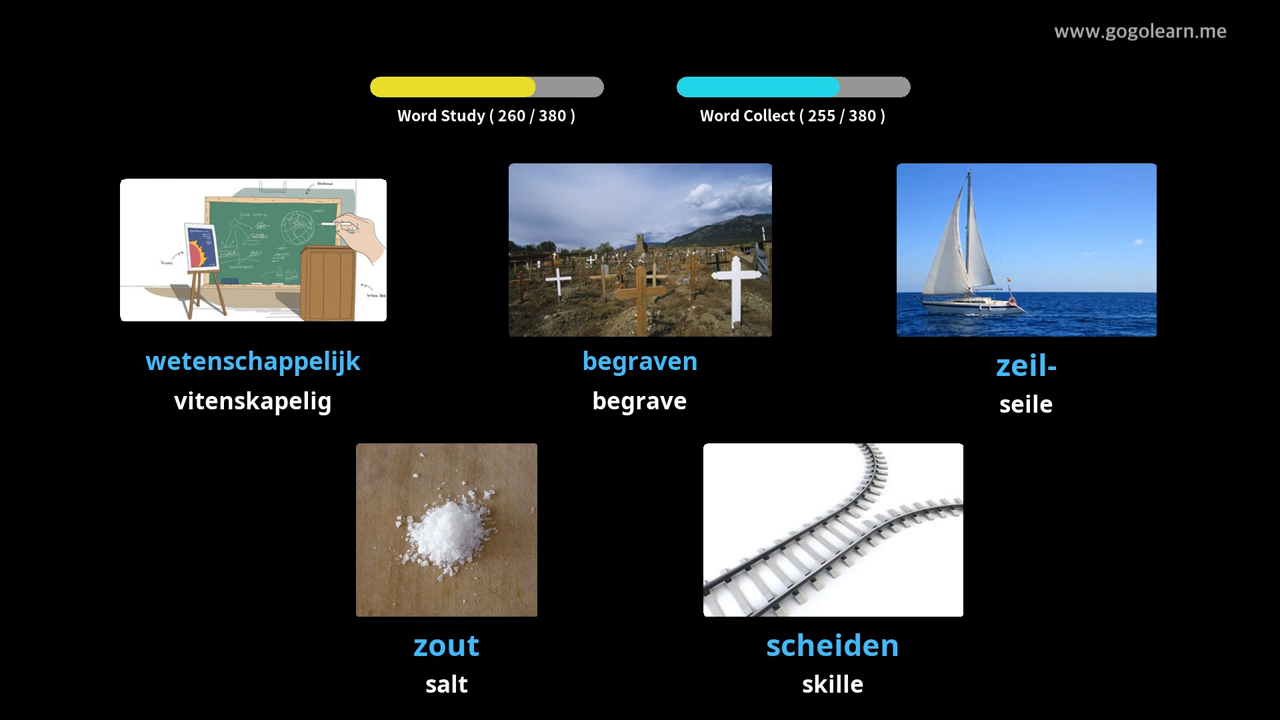 www.gogolearn.me
Word Study ( 260 / 380 )
Word Collect ( 255 / 380 )
wetenschappelijk
vitenskapelig
begraven
begrave
zeil-
seile
zout
salt
scheiden
skille